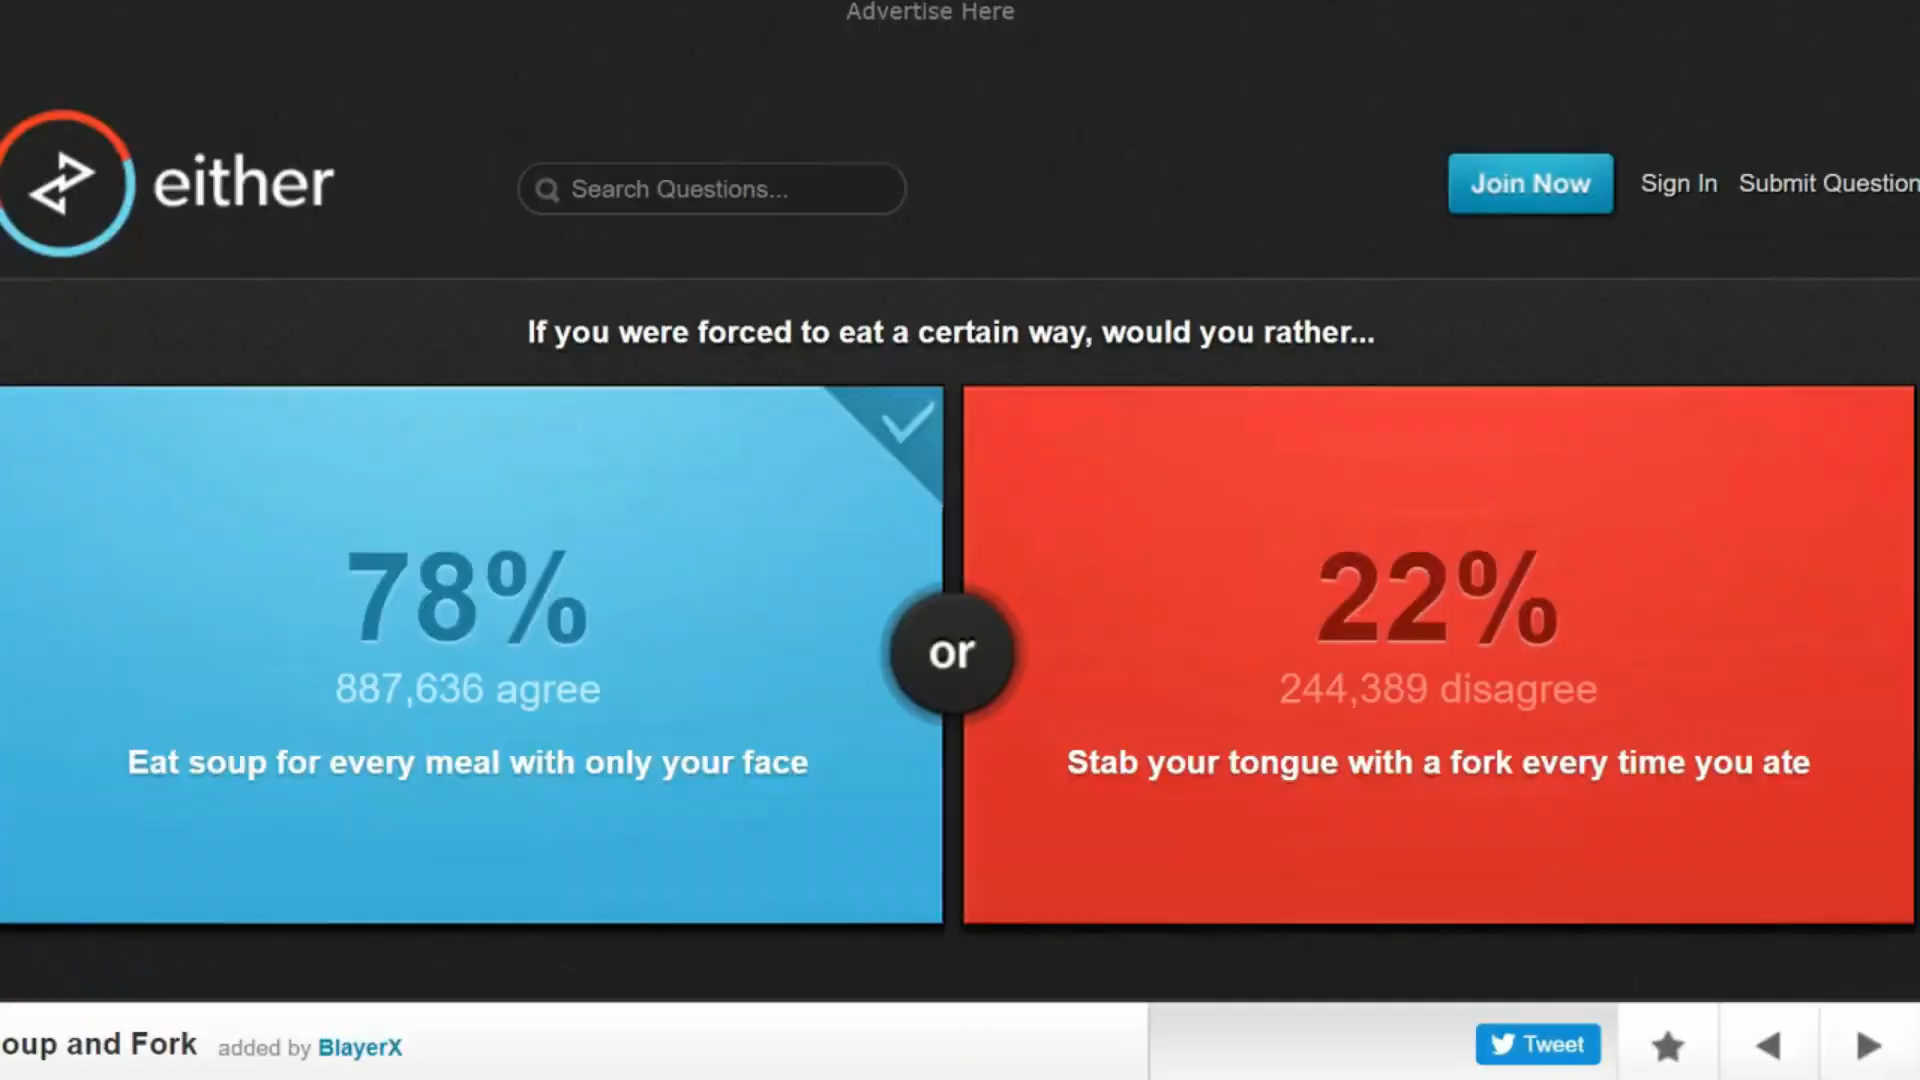 Advertise Here
either
Search Questions...
Join Now
Sign In
Submit Question
If you were forced to eat a certain way, would you rather...
78%
887,636 agree
Eat soup for every meal with only your face
or
22%
244,389 disagree
Stab your tongue with a fork every time you ate
oup and Fork added by BlayerX
Tweet